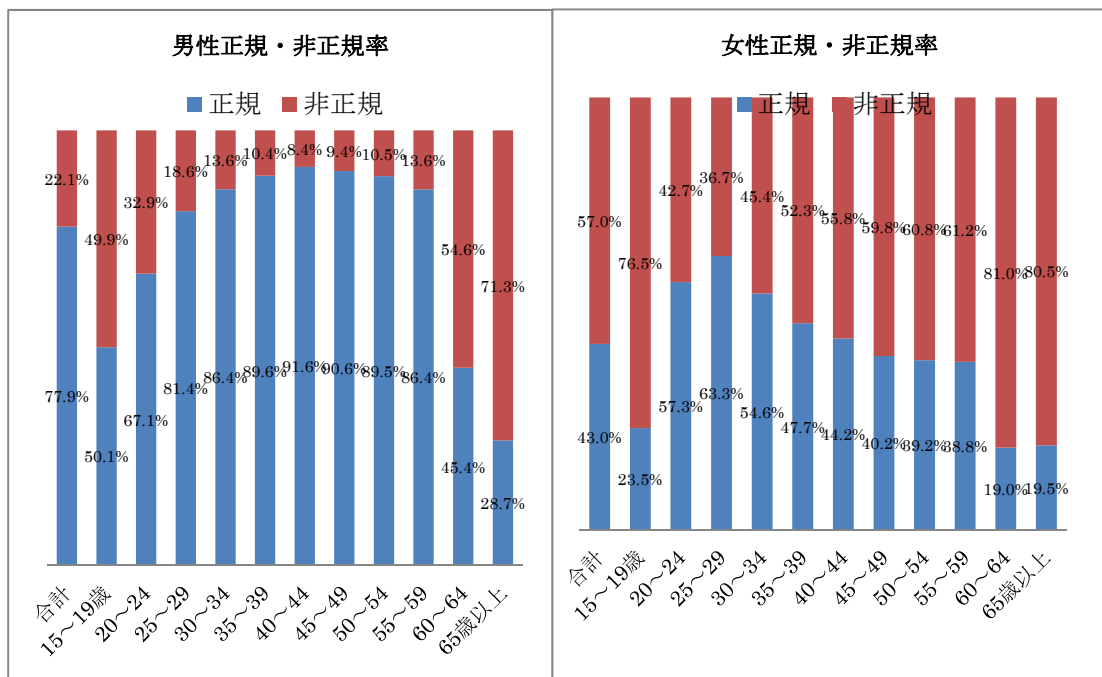 男性正規・非正規率
正規 非正規
22.1% 49.9% 32.9% 18.6% 13.6% 10.4% 8.4% 9.4% 10.5% 13.6% 54.6% 71.3%
77.9% 50.1% 67.1% 81.4% 86.4% 89.6% 91.6% 90.6% 89.5% 86.4% 45.4% 28.7%
合計 15～19歳 20～24 25～29 30～34 35～39 40～44 45～49 50～54 55～59 60～64 65歳以上
女性正規・非正規率
正規 非正規
57.0% 76.5% 42.7% 36.7% 45.4% 52.3% 55.8% 59.8% 60.8% 61.2% 81.0% 80.5%
43.0% 23.5% 57.3% 63.3% 54.6% 47.7% 44.2% 40.2% 39.2% 38.8% 19.0% 19.5%
合計 15～19歳 20～24 25～29 30～34 35～39 40～44 45～49 50～54 55～59 60～64 65歳以上